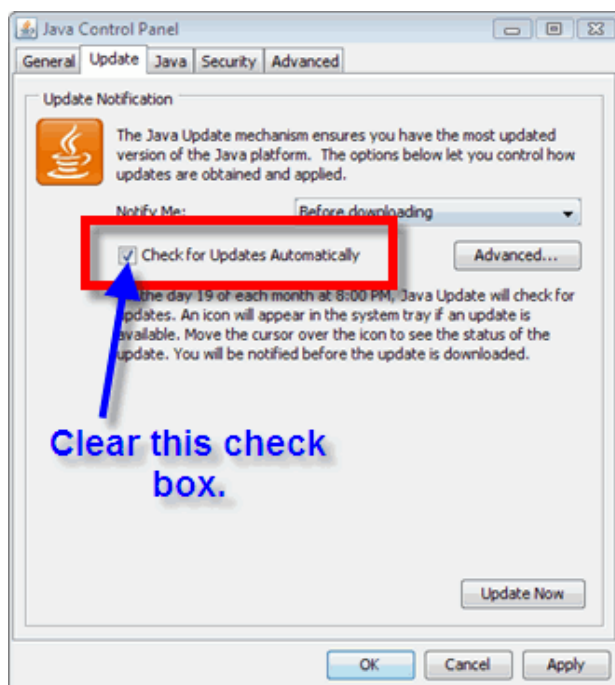 Java Control Panel
General Update Java Security Advanced
Update Notification
The Java Update mechanism ensures you have the most updated
version of the Java platform. The options below let you control how
updates are obtained and applied.
Notify Me: Before downloading
Check for Updates Automatically Advanced...
the day 19 of each month at 8:00 PM, Java Update will check for
updates. An icon will appear in the system tray if an update is
available. Move the cursor over the icon to see the status of the
update. You will be notified before the update is downloaded.
Clear this check
box.
Update Now
OK Cancel Apply